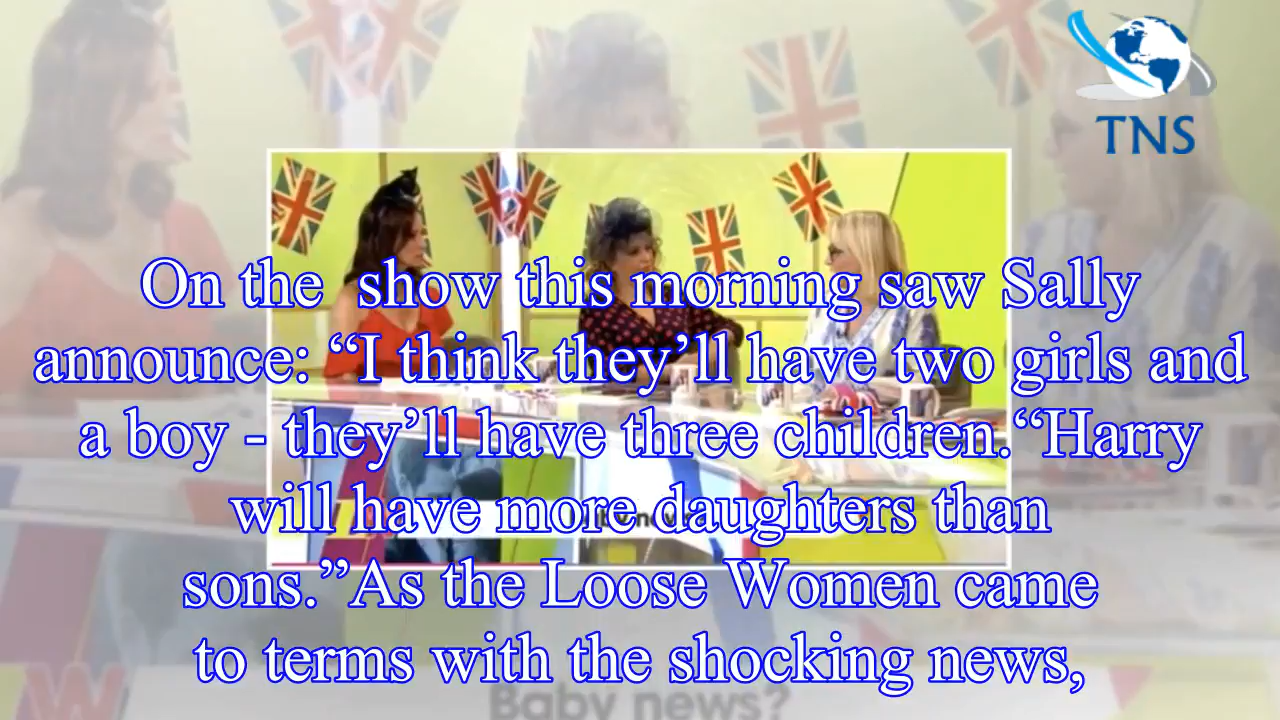 TNS
On the  show this morning saw Sally
announce: “I think they’ll have two girls and
a boy - they’ll have three children.“Harry
will have more daughters than
sons.”As the Loose Women came
to terms with the shocking news,
Baby news?